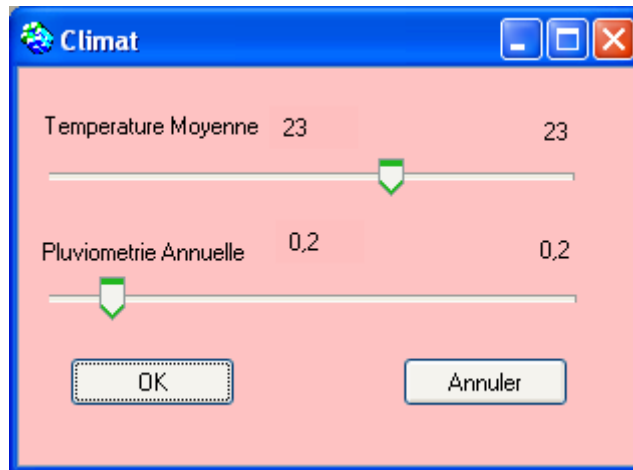 Climat
Temperature Moyenne 23 23
Pluviometrie Annuelle 0,2 0,2
OK Annuler